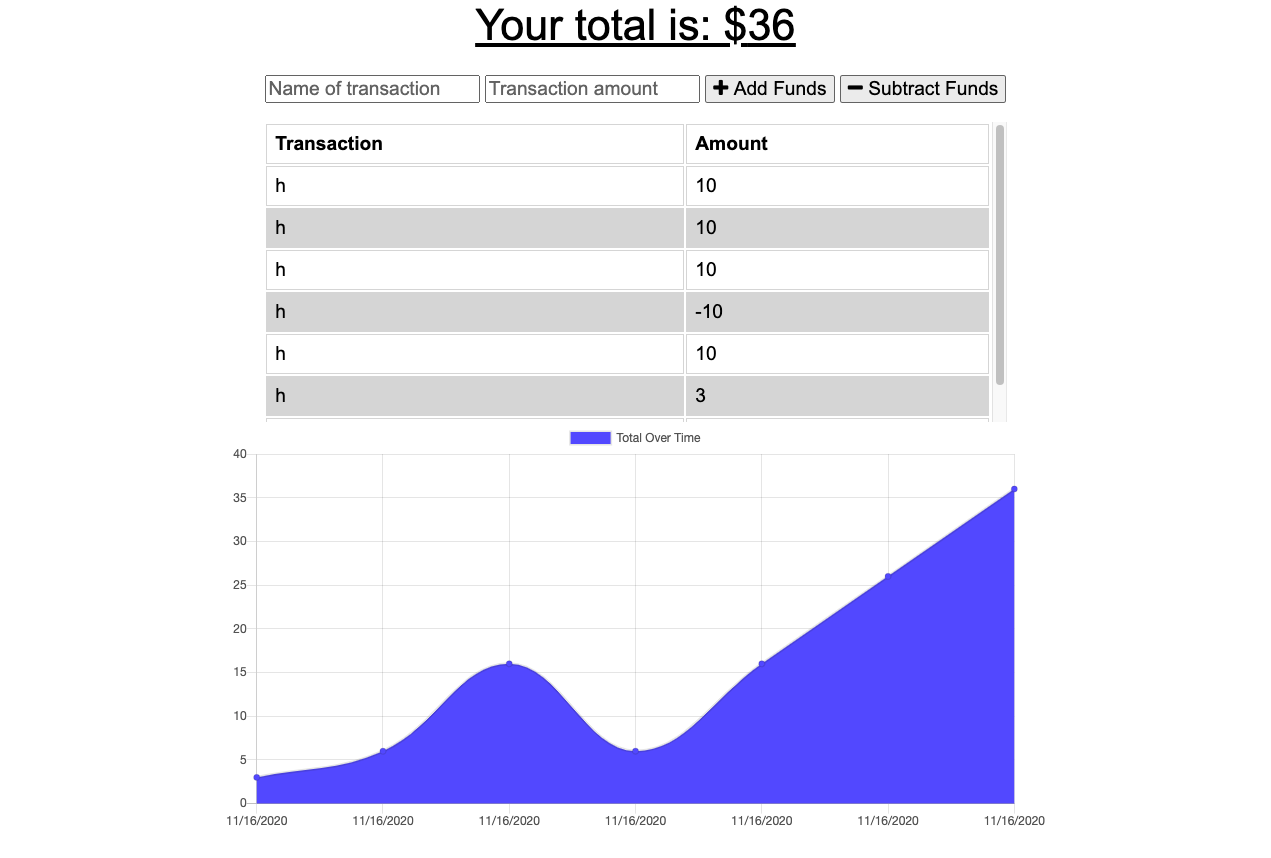 Your total is: $36
Name of transaction Transaction amount Add Funds Subtract Funds
Transaction Amount
h 10
h 10
h 10
h -10
h 10
h 3
Total Over Time
40
35
30
25
20
15
10
5
0
11/16/2020 11/16/2020 11/16/2020 11/16/2020 11/16/2020 11/16/2020 11/16/2020